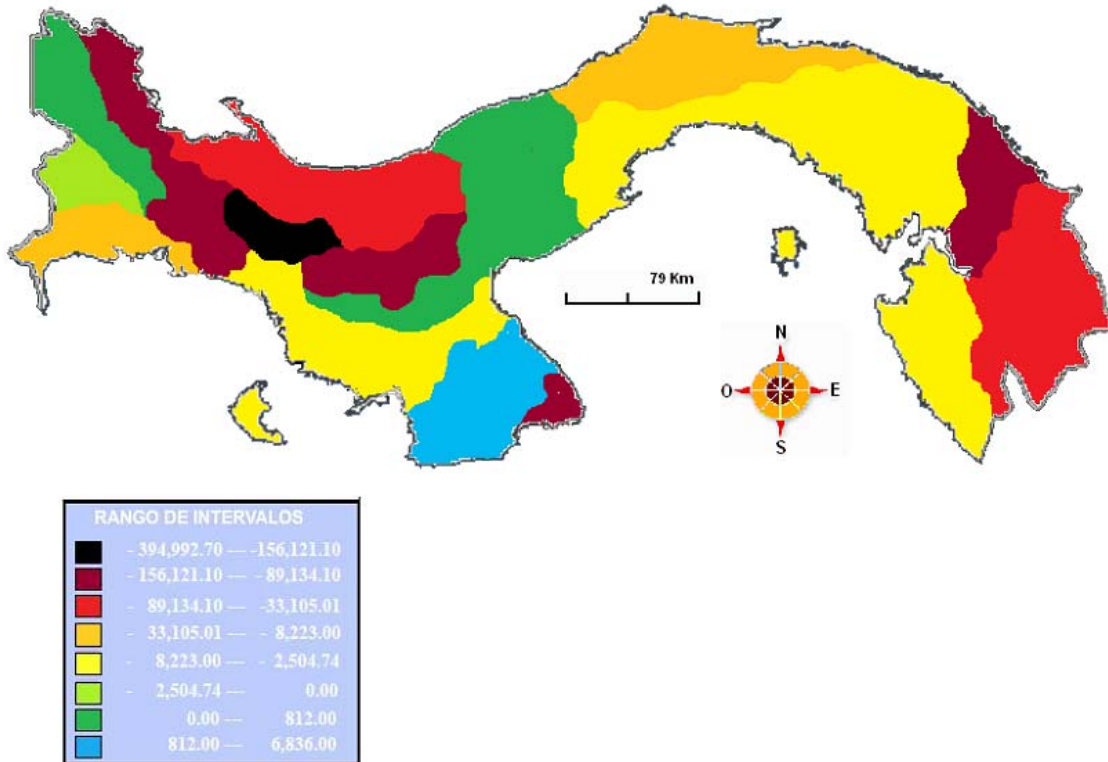 79 Km
N
O E
S
RANGO DE INTERVALOS
- 394,992.70 --- -156,121.10
- 156,121.10 --- - 89,134.10
- 89,134.10 --- -33,105.01
- 33,105.01 --- - 8,223.00
- 8,223.00 --- - 2,504.74
- 2,504.74 --- 0.00
0.00 --- 812.00
812.00 --- 6,836.00